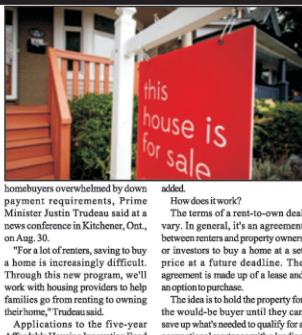 this
house is
for sale
homebuyers overwhelmed by down
payment requirements, Prime
Minister Justin Trudeau said at a
news conference in Kitchener, Ont.,
on Aug. 30.
"For a lot of renters, saving to buy
a home is increasingly difficult.
Through this new program, we'll
work with housing providers to help
families go from renting to owning
their home," Trudeau said.
Applications to the five-year
added.
How does it work?
The terms of a rent-to-own deal
vary. In general, it's an agreement
between renters and property owners
or investors to buy a home at a set
price at a future deadline. The
agreement is made up of a lease and
an option to purchase.
The idea is to hold the property for
the would-be buyer until they can
save up what's needed to qualify for